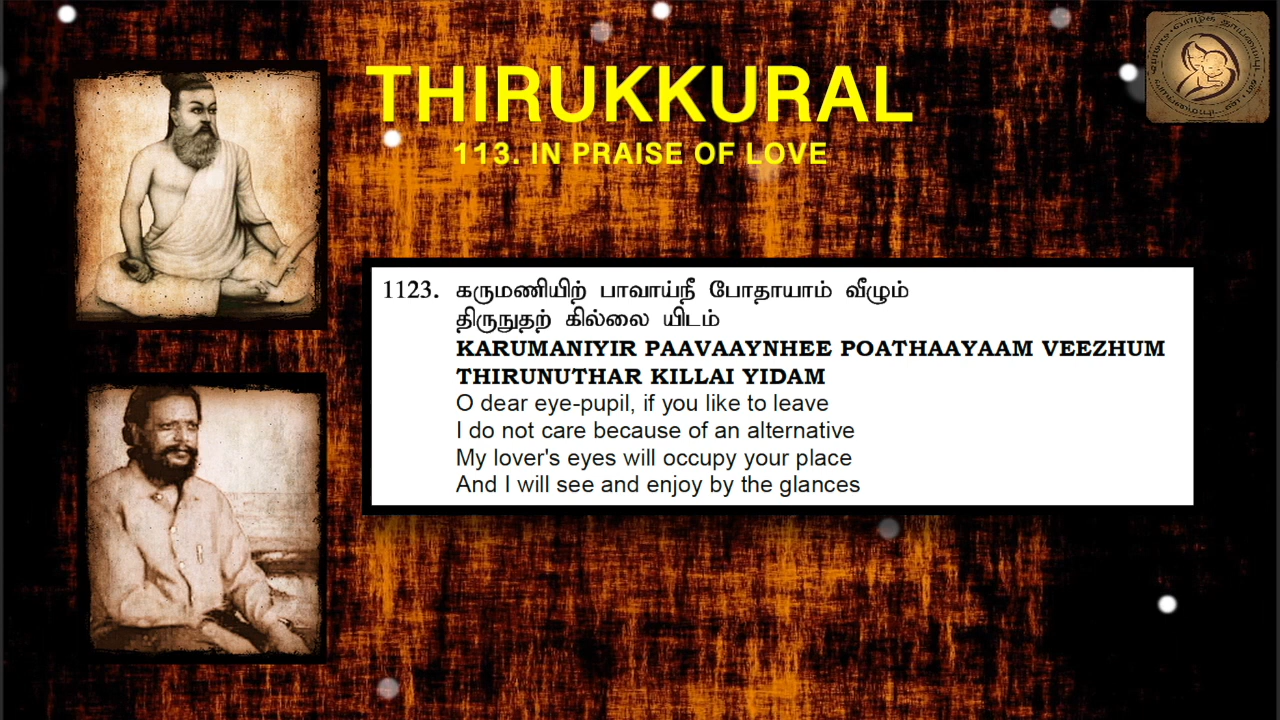 THIRUKKURAL
113. IN PRAISE OF LOVE
1123. கருமணியிற் பாவாய்நீ போதாயாம் வீழும்
திருநுதற் கில்லை யிடம்
KARUMANIYIR PAAVAAYNHEE POATHAAYAAM VEEZHUM
THIRUNUTHAR KILLAI YIDAM
O dear eye-pupil, if you like to leave
I do not care because of an alternative
My lover's eyes will occupy your place
And I will see and enjoy by the glances